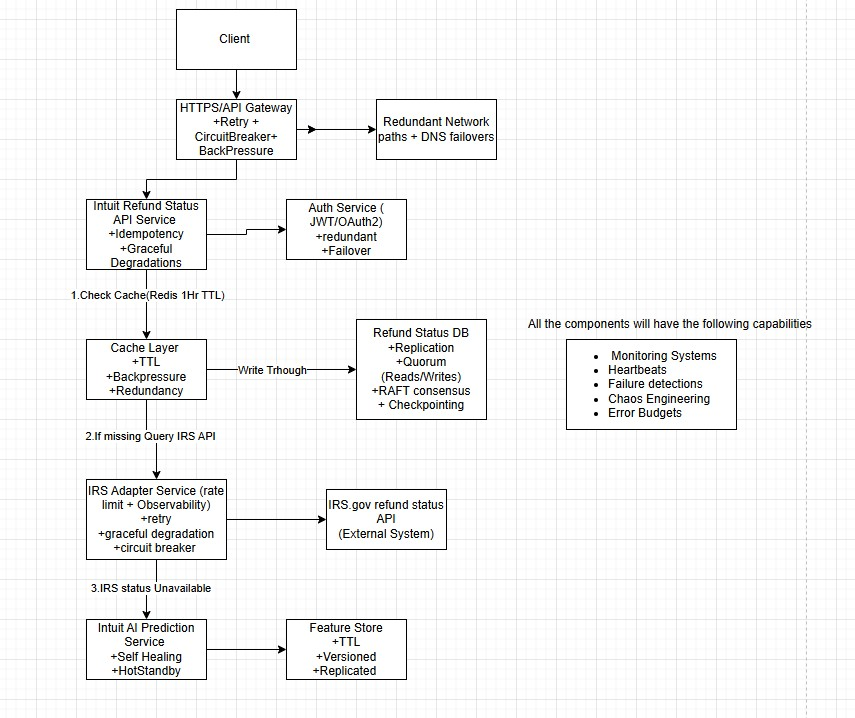 Client
HTTPS/API Gateway
+Retry +
CircuitBreaker+
BackPressure
Redundant Network
paths + DNS failovers
Intuit Refund Status
API Service
+Idempotency
+Graceful
Degradations
Auth Service (
JWT/OAuth2)
+redundant
+Failover
1.Check Cache(Redis 1Hr TTL)
Cache Layer
+TTL
+Backpressure
+Redundancy
Write Trhough
Refund Status DB
+Replication
+Quorum
(Reads/Writes)
+RAFT consensus
+ Checkpointing
All the components will have the following capabilities
• Monitoring Systems
• Heartbeats
• Failure detections
• Chaos Engineering
• Error Budgets
2.If missing Query IRS API
IRS Adapter Service (rate
limit + Observability)
+retry
+graceful degradation
+circuit breaker
IRS.gov refund status
API
(External System)
3.IRS status Unavailable
Intuit AI Prediction
Service
+Self Healing
+HotStandby
Feature Store
+TTL
+Versioned
+Replicated